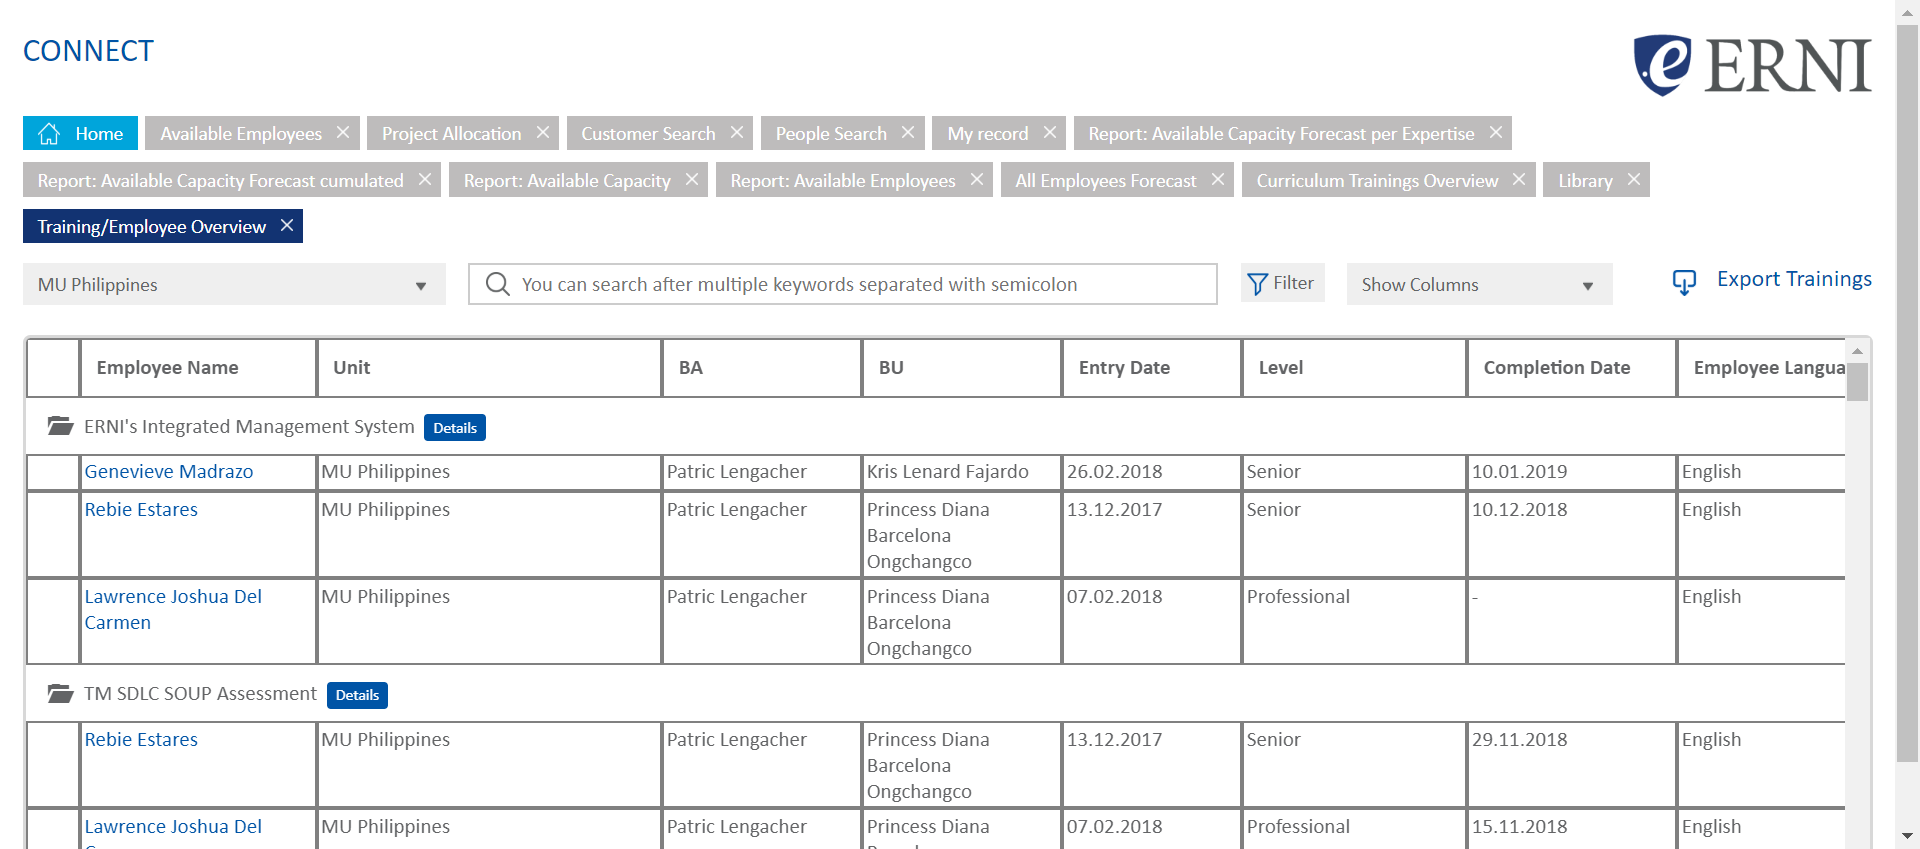 CONNECT
e ERNI
Home Available Employees Project Allocation Customer Search People Search My record Report: Available Capacity Forecast per Expertise
Report: Available Capacity Forecast cumulated Report: Available Capacity Report: Available Employees All Employees Forecast Curriculum Trainings Overview Library
Training/Employee Overview
MU Philippines You can search after multiple keywords separated with semicolon Filter Show Columns Export Trainings
Employee Name Unit BA BU Entry Date Level Completion Date Employee Langua
ERNI's Integrated Management System Details
Genevieve Madrazo MU Philippines Patric Lengacher Kris Lenard Fajardo 26.02.2018 Senior 10.01.2019 English
Rebie Estares MU Philippines Patric Lengacher Princess Diana 13.12.2017 Senior 10.12.2018 English
Barcelona
Ongchangco
Lawrence Joshua Del MU Philippines Patric Lengacher Princess Diana 07.02.2018 Professional - English
Carmen Barcelona
Ongchangco
TM SDLC SOUP Assessment Details
Rebie Estares MU Philippines Patric Lengacher Princess Diana 13.12.2017 Senior 29.11.2018 English
Barcelona
Ongchangco
Lawrence Joshua Del MU Philippines Patric Lengacher Princess Diana 07.02.2018 Professional 15.11.2018 English